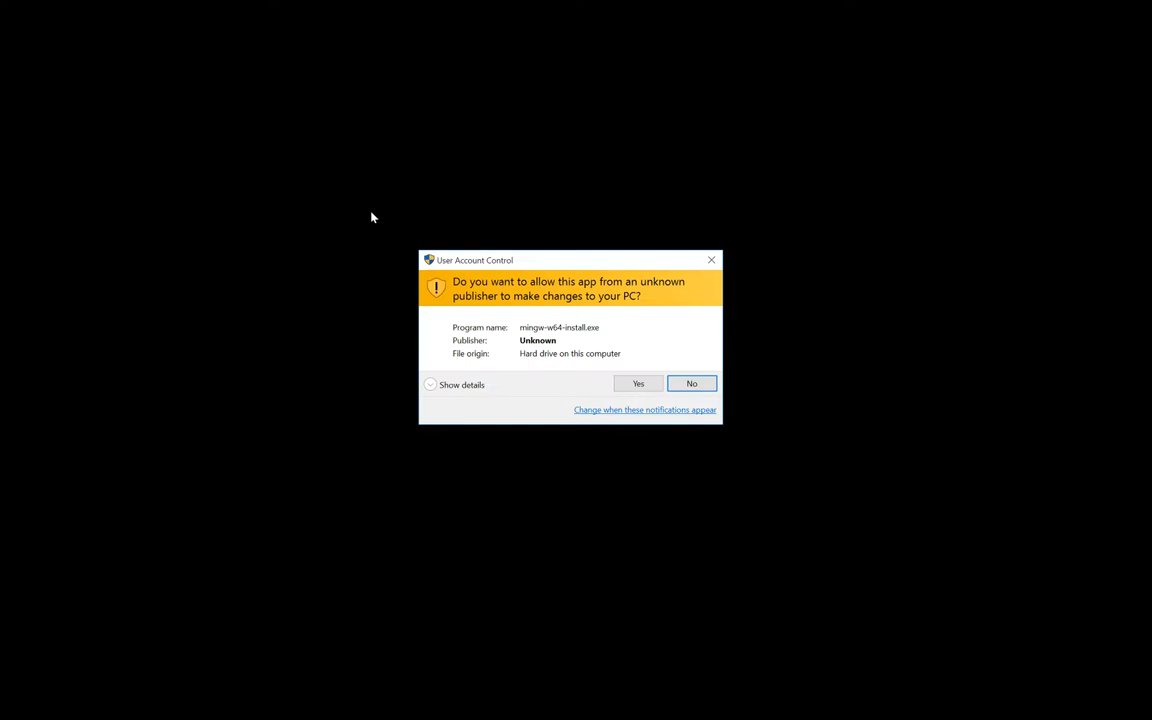 User Account Control
Do you want to allow this app from an unknown
publisher to make changes to your PC?
Program name: mingw-w64-install.exe
Publisher: Unknown
File origin: Hard drive on this computer
Show details
Yes
No
Change when these notifications appear